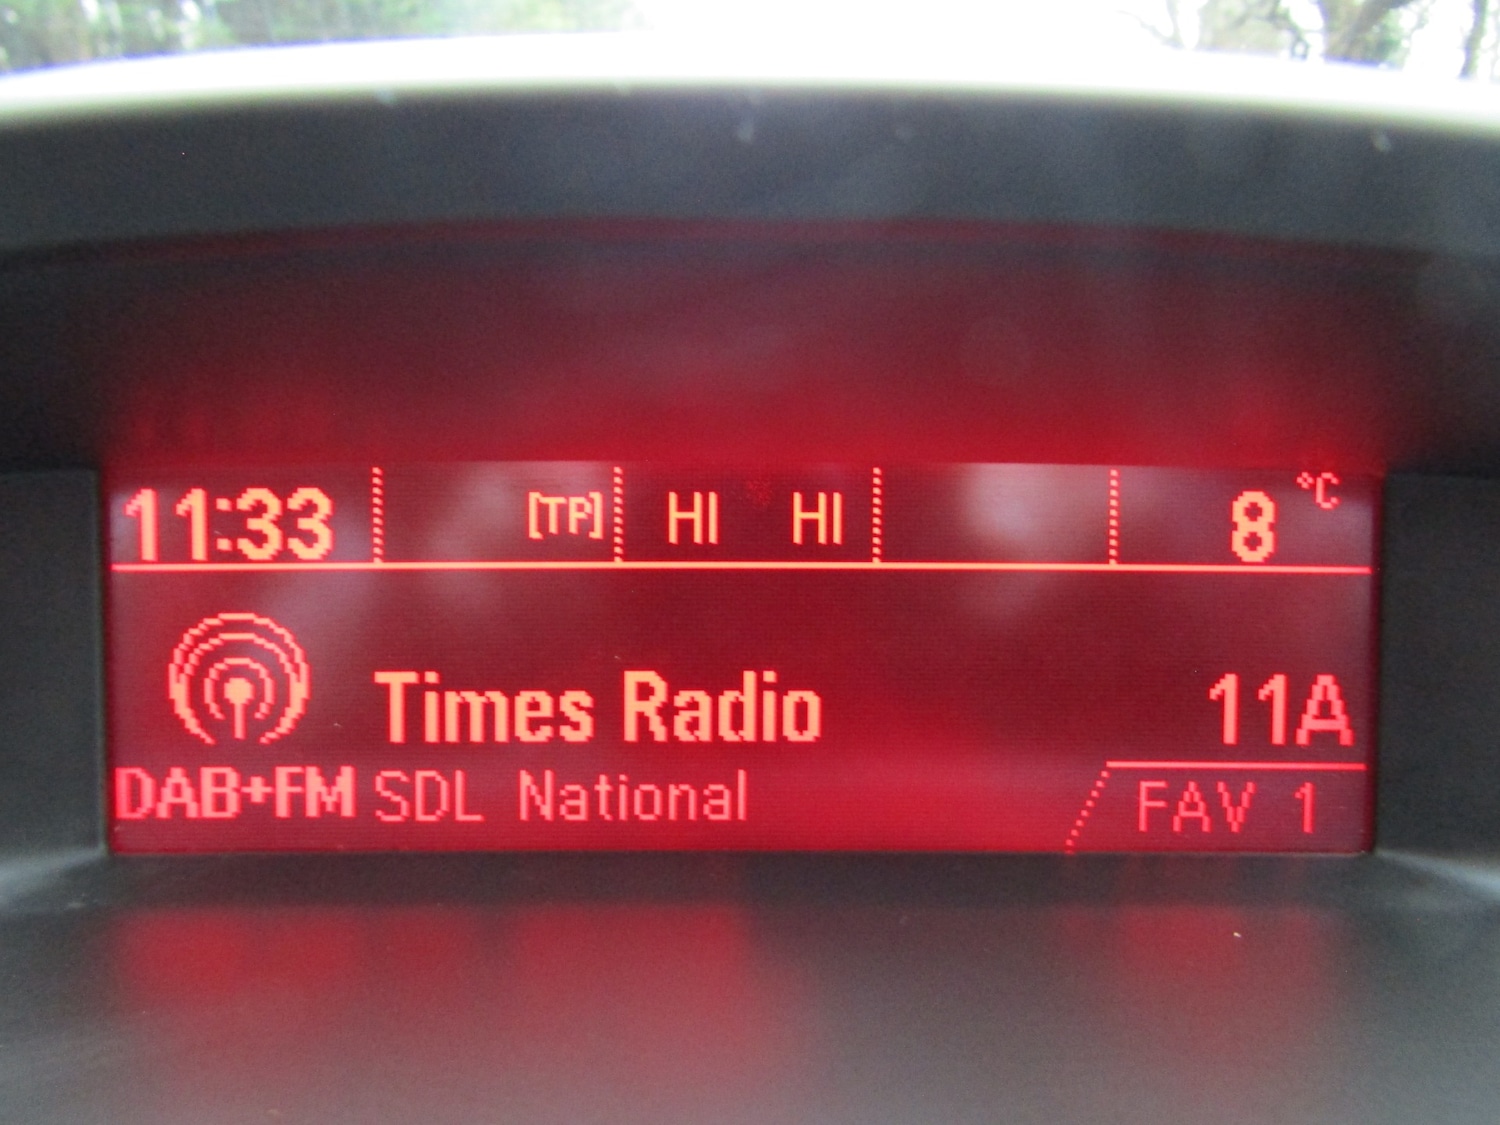 11:33 [TP] HI HI 8 °C
Times Radio 11A
DAB+FM SDL National FAV 1